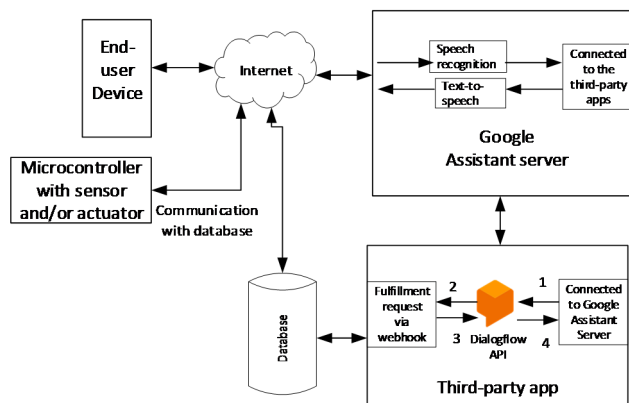 End-
user
Device
Internet
Speech
recognition
Text-to-
speech
Connected
to the
third-party
apps
Google
Assistant server
Microcontroller
with sensor
and/or actuator
Communication
with database
Database
Fulfillment
request
via
webhook
2
1
3
4
Dialogflow
API
Connected
to Google
Assistant
Server
Third-party app